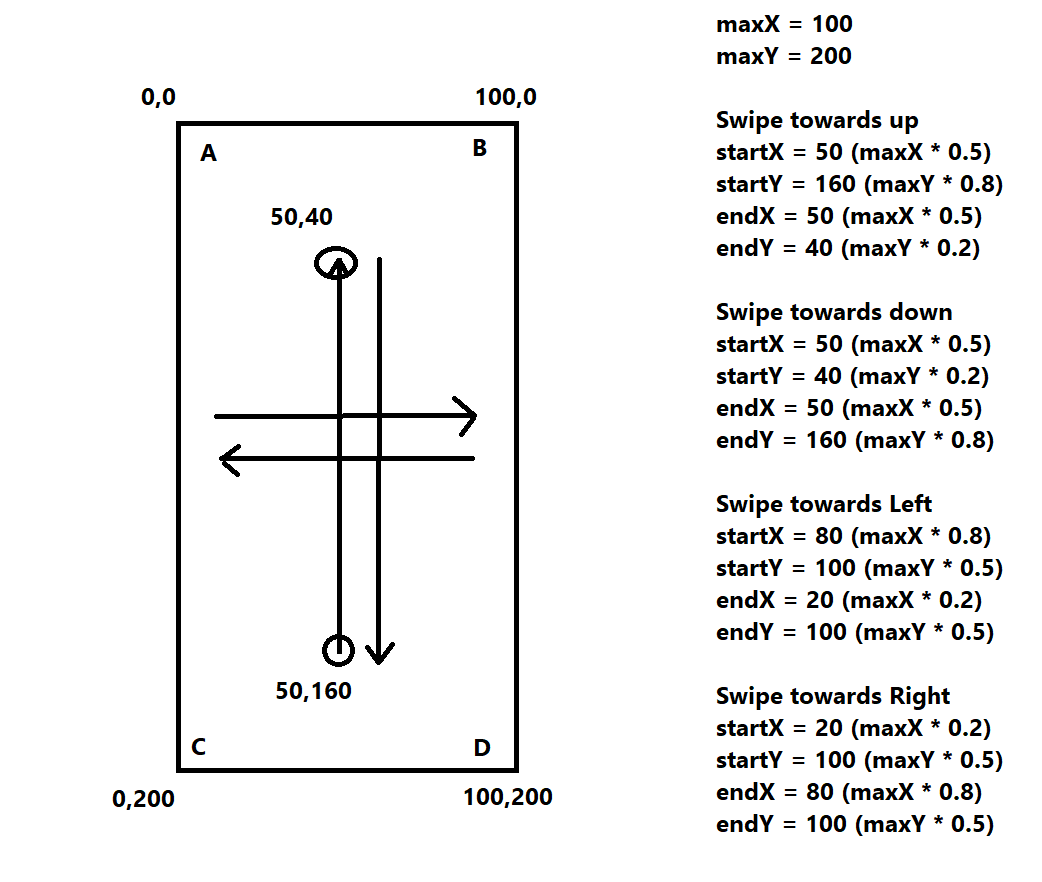 maxX = 100
maxY = 200
0,0
100,0
A
B
50,40
50,160
C
D
0,200
100,200
Swipe towards up
startX = 50 (maxX * 0.5)
startY = 160 (maxY * 0.8)
endX = 50 (maxX * 0.5)
endY = 40 (maxY * 0.2)
Swipe towards down
startX = 50 (maxX * 0.5)
startY = 40 (maxY * 0.2)
endX = 50 (maxX * 0.5)
endY = 160 (maxY * 0.8)
Swipe towards Left
startX = 80 (maxX * 0.8)
startY = 100 (maxY * 0.5)
endX = 20 (maxX * 0.2)
endY = 100 (maxY * 0.5)
Swipe towards Right
startX = 20 (maxX * 0.2)
startY = 100 (maxY * 0.5)
endX = 80 (maxX * 0.8)
endY = 100 (maxY * 0.5)